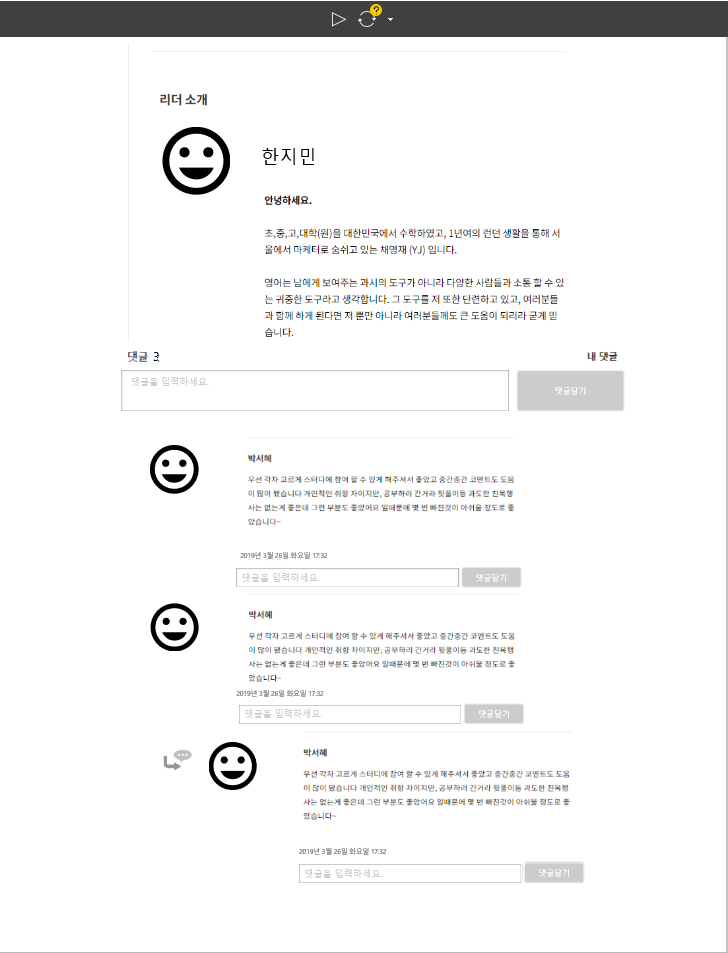 ?
리더 소개
한지민
안녕하세요.
초,중,고,대학(원)을 대한민국에서 수학하였고, 1년여의 런던 생활을 통해 서
울에서 마케터로 숨쉬고 있는 채영재 (YJ) 입니다.
영어는 남에게 보여주는 과시의 도구가 아니라 다양한 사람들과 소통 할 수 있
는 귀중한 도구라고 생각합니다. 그 도구를 저 또한 단련하고 있고, 여러분들
과 함께 하게 된다면 저 뿐만 아니라 여러분들께도 큰 도움이 되리라 굳게 믿
습니다.
댓글 3
내 댓글
댓글을 입력하세요.
댓글달기
박서혜
우선 각자 고르게 스터디에 참여 할 수 있게 해주셔서 좋았고 중간중간 코멘트도 도움
이 많이 됐습니다 개인적인 취향 차이지만, 공부하러 간거라 뒷풀이등 과도한 친목행
사는 없는게 좋은데 그런 부분도 좋았어요 일때문에 몇 번 빠진것이 아쉬울 정도로 좋
았습니다~
2019년 3월 26일 화요일 17:32
댓글을 입력하세요.
댓글달기
박서혜
우선 각자 고르게 스터디에 참여 할 수 있게 해주셔서 좋았고 중간중간 코멘트도 도움
이 많이 됐습니다 개인적인 취향 차이지만, 공부하러 간거라 뒷풀이등 과도한 친목행
사는 없는게 좋은데 그런 부분도 좋았어요 일때문에 몇 번 빠진것이 아쉬울 정도로 좋
았습니다~
2019년 3월 26일 화요일 17:32
댓글을 입력하세요.
댓글달기
박서혜
우선 각자 고르게 스터디에 참여 할 수 있게 해주셔서 좋았고 중간중간 코멘트도 도움
이 많이 됐습니다 개인적인 취향 차이지만, 공부하러 간거라 뒷풀이등 과도한 친목행
사는 없는게 좋은데 그런 부분도 좋았어요 일때문에 몇 번 빠진것이 아쉬울 정도로 좋
았습니다~
2019년 3월 26일 화요일 17:32
댓글을 입력하세요.
댓글달기